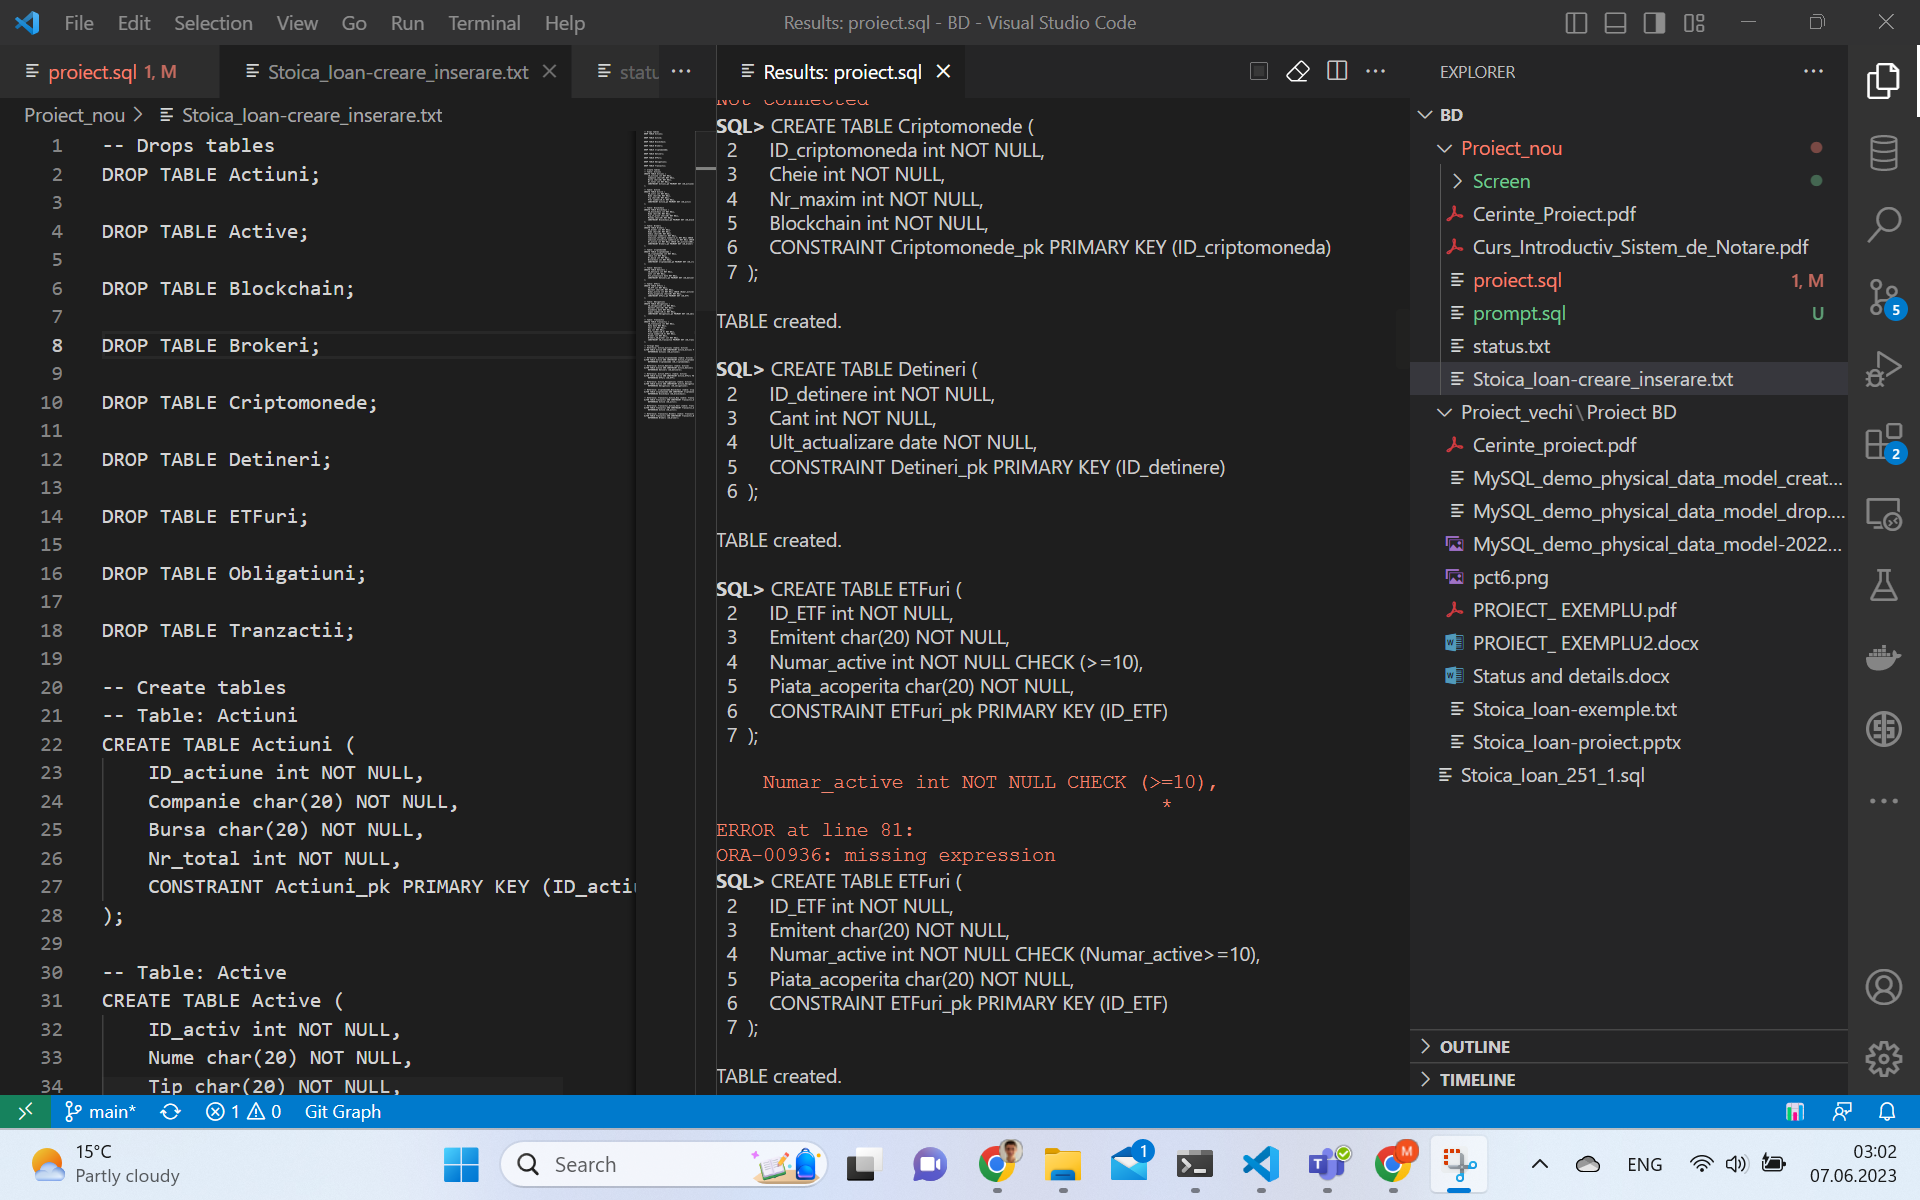 File Edit Selection View Go Run Terminal Help
Results: proiect.sql - BD - Visual Studio Code
proiect.sql 1, M
Stoica_Ioan-creare_inserare.txt
statu
Results: proiect.sql
EXPLORER
Proiect_nou > Stoica_Ioan-creare_inserare.txt
1 -- Drops tables
2 DROP TABLE Actiuni;
3
4 DROP TABLE Active;
5
6 DROP TABLE Blockchain;
7
8 DROP TABLE Brokeri;
9
10 DROP TABLE Criptomonede;
11
12 DROP TABLE Detineri;
13
14 DROP TABLE ETFuri;
15
16 DROP TABLE Obligatiuni;
17
18 DROP TABLE Tranzactii;
19
20 -- Create tables
21 -- Table: Actiuni
22 CREATE TABLE Actiuni (
23 ID_actiune int NOT NULL,
24 Companie char(20) NOT NULL,
25 Bursa char(20) NOT NULL,
26 Nr_total int NOT NULL,
27 CONSTRAINT Actiuni_pk PRIMARY KEY (ID_acti
28 );
29
30 -- Table: Active
31 CREATE TABLE Active (
32 ID_activ int NOT NULL,
33 Nume char(20) NOT NULL,
34 Tip char(20) NOT NULL,
Not Connected
SQL> CREATE TABLE Criptomonede (
2 ID_criptomoneda int NOT NULL,
3 Cheie int NOT NULL,
4 Nr_maxim int NOT NULL,
5 Blockchain int NOT NULL,
6 CONSTRAINT Criptomonede_pk PRIMARY KEY (ID_criptomoneda)
7 );
TABLE created.
SQL> CREATE TABLE Detineri (
2 ID_detinere int NOT NULL,
3 Cant int NOT NULL,
4 Ult_actualizare date NOT NULL,
5 CONSTRAINT Detineri_pk PRIMARY KEY (ID_detinere)
6 );
TABLE created.
SQL> CREATE TABLE ETFuri (
2 ID_ETF int NOT NULL,
3 Emitent char(20) NOT NULL,
4 Numar_active int NOT NULL CHECK (>=10),
5 Piata_acoperita char(20) NOT NULL,
6 CONSTRAINT ETFuri_pk PRIMARY KEY (ID_ETF)
7 );
Numar_active int NOT NULL CHECK (>=10),
*
ERROR at line 81:
ORA-00936: missing expression
SQL> CREATE TABLE ETFuri (
2 ID_ETF int NOT NULL,
3 Emitent char(20) NOT NULL,
4 Numar_active int NOT NULL CHECK (Numar_active>=10),
5 Piata_acoperita char(20) NOT NULL,
6 CONSTRAINT ETFuri_pk PRIMARY KEY (ID_ETF)
7 );
TABLE created.
BD
Proiect_nou
Screen
Cerinte_Proiect.pdf
Curs_Introductiv_Sistem_de_Notare.pdf
proiect.sql 1, M
prompt.sql U
status.txt
Stoica_Ioan-creare_inserare.txt
Proiect_vechi\Proiect BD
Cerinte_proiect.pdf
MySQL_demo_physical_data_model_creat...
MySQL_demo_physical_data_model_drop....
MySQL_demo_physical_data_model-2022...
pct6.png
PROIECT_ EXEMPLU.pdf
PROIECT_ EXEMPLU2.docx
Status and details.docx
Stoica_Ioan-exemple.txt
Stoica_Ioan-proiect.pptx
Stoica_Ioan_251_1.sql
OUTLINE
TIMELINE
5
2
main* 1 0 Git Graph
15°C
Partly cloudy
Search
1
M
ENG
03:02
07.06.2023